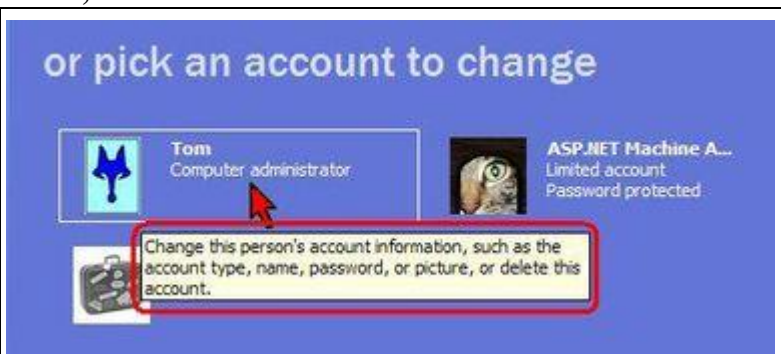 or pick an account to change
Tom
Computer administrator
ASP.NET Machine A...
Limited account
Password protected
Change this person's account information, such as the
account type, name, password, or picture, or delete this
account.